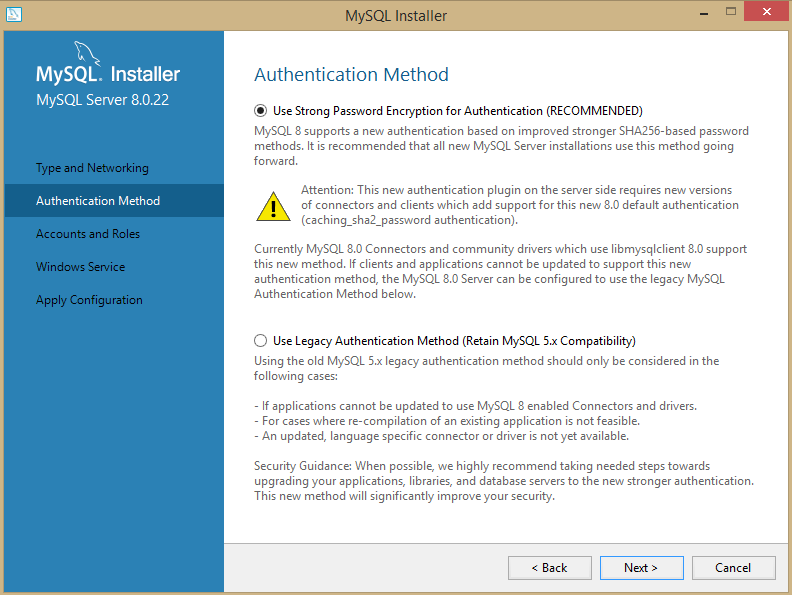 MySQL Installer
MySQL. Installer
MySQL Server 8.0.22
Type and Networking
Authentication Method
Accounts and Roles
Windows Service
Apply Configuration
Authentication Method
Use Strong Password Encryption for Authentication (RECOMMENDED)
MySQL 8 supports a new authentication based on improved stronger SHA256-based password
methods. It is recommended that all new MySQL Server installations use this method going
forward.
Attention: This new authentication plugin on the server side requires new versions
of connectors and clients which add support for this new 8.0 default authentication
(caching_sha2_password authentication).
Currently MySQL 8.0 Connectors and community drivers which use libmysqlclient 8.0 support
this new method. If clients and applications cannot be updated to support this new
authentication method, the MySQL 8.0 Server can be configured to use the legacy MySQL
Authentication Method below.
Use Legacy Authentication Method (Retain MySQL 5.x Compatibility)
Using the old MySQL 5.x legacy authentication method should only be considered in the
following cases:
- If applications cannot be updated to use MySQL 8 enabled Connectors and drivers.
- For cases where re-compilation of an existing application is not feasible.
- An updated, language specific connector or driver is not yet available.
Security Guidance: When possible, we highly recommend taking needed steps towards
upgrading your applications, libraries, and database servers to the new stronger authentication.
This new method will significantly improve your security.
< Back
Next >
Cancel